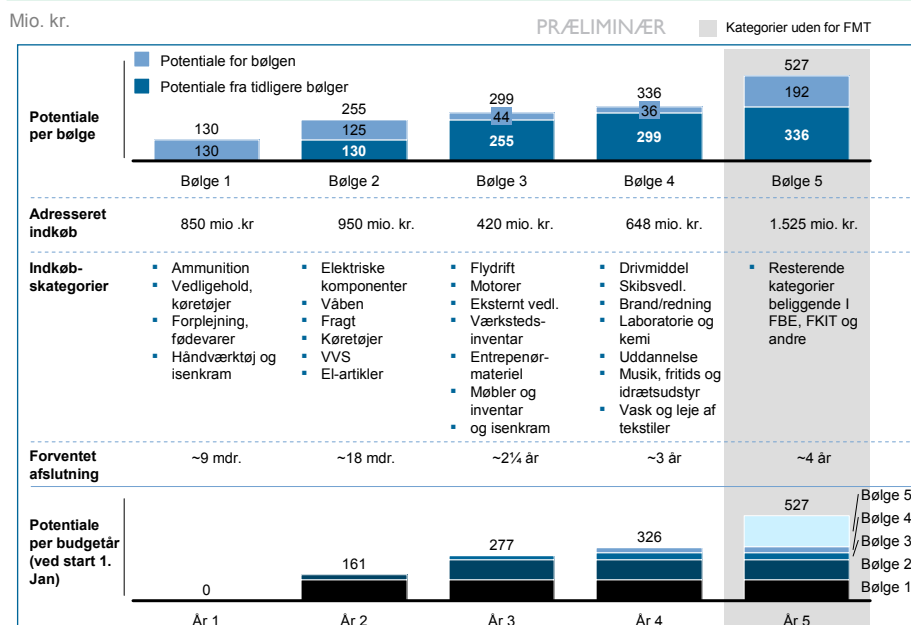 Mio. kr.
PRÆLIMINÆR
Kategorier uden for FMT
Potentiale for bølgen
Potentiale fra tidligere bølger
Potentiale
per bølge
130
130
255
125
130
299
44
255
336
36
299
527
192
336
Bølge 1
Bølge 2
Bølge 3
Bølge 4
Bølge 5
Adresseret
indkøb
850 mio .kr
950 mio. kr.
420 mio. kr.
648 mio. kr.
1.525 mio. kr.
Indkøb-
skategorier
▪ Ammunition
▪ Vedligehold,
køretøjer
▪ Forplejning,
fødevarer
▪ Håndværktøj og
isenkram
▪ Elektriske
komponenter
▪ Våben
▪ Fragt
▪ Køretøjer
▪ VVS
▪ El-artikler
▪ Flydrift
▪ Motorer
▪ Eksternt vedl.
▪ Værksteds-
inventar
▪ Entrepenør-
materiel
▪ Møbler og
inventar
▪ og isenkram
▪ Drivmiddel
▪ Skibsvedl.
▪ Brand/redning
▪ Laboratorie og
kemi
▪ Uddannelse
▪ Musik, fritids og
idrætsudstyr
▪ Vask og leje af
tekstiler
▪ Resterende
kategorier
beliggende I
FBE, FKIT og
andre
Forventet
afslutning
~9 mdr.
~18 mdr.
~2¼ år
~3 år
~4 år
Potentiale
per budgetår
(ved start 1.
Jan)
0
161
277
326
527
Bølge 5
Bølge 4
Bølge 3
Bølge 2
Bølge 1
År 1
År 2
År 3
År 4
År 5